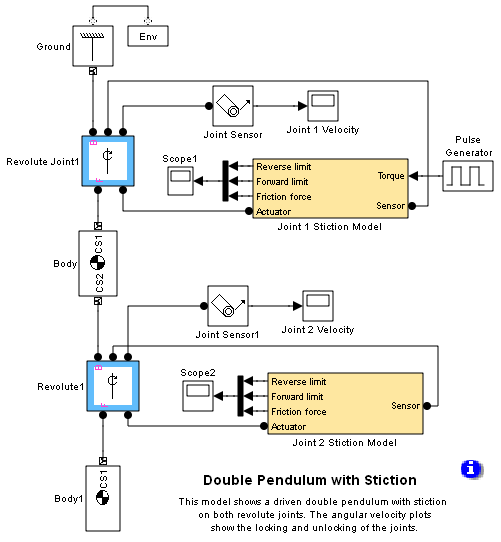 Ground
Env
Joint Sensor
Joint 1 Velocity
Revolute Joint1
B
F
Scope1
Reverse limit
Forward limit
Friction force
Actuator
Torque
Sensor
Joint 1 Stiction Model
Pulse
Generator
Body
CS1
CS2
Joint Sensor1
Joint 2 Velocity
Revolute1
B
F
Scope2
Reverse limit
Forward limit
Friction force
Actuator
Sensor
Joint 2 Stiction Model
Body1
CS1
i
Double Pendulum with Stiction
This model shows a driven double pendulum with stiction
on both revolute joints. The angular velocity plots
show the locking and unlocking of the joints.